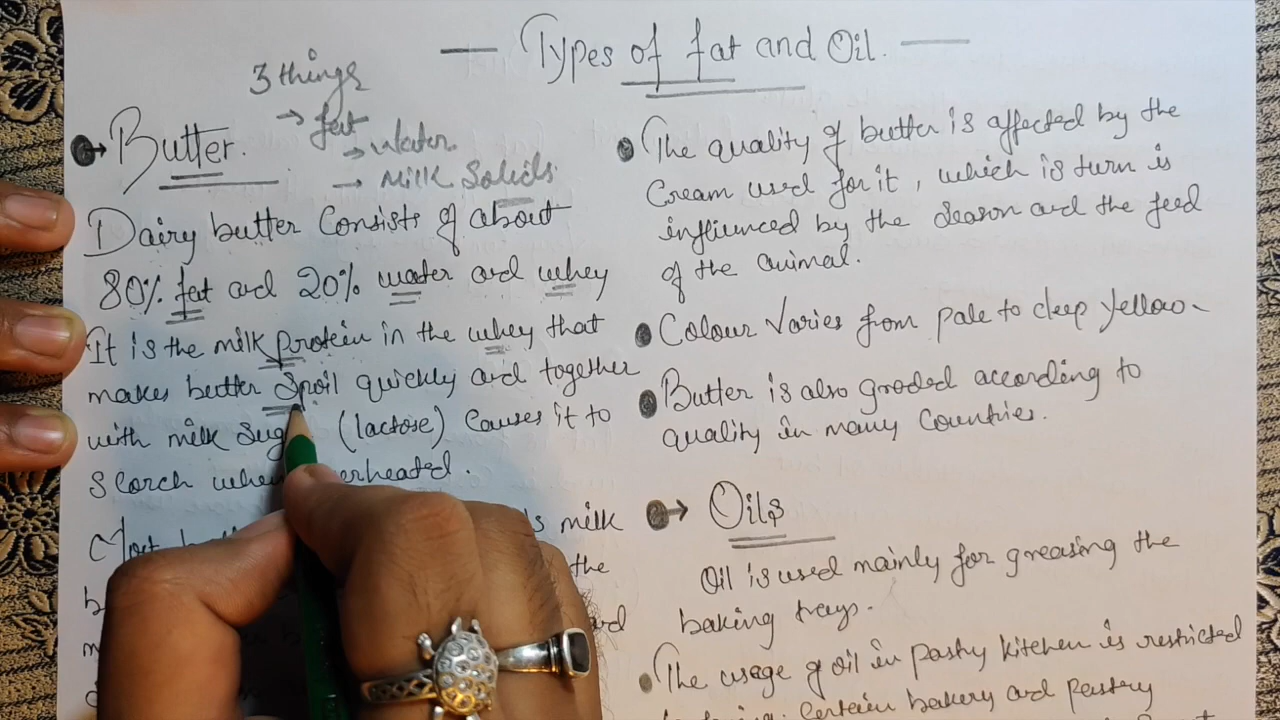 — Types of fat and Oil. —
3 things
→ fat
→ Water.
→ Milk Solids
Butter.
Dairy butter Consists of about
80% fat and 20% water and whey
It is the milk protein in the whey that
makes butter Spoil quickly and together
with milk (lactose) Causes it to
Scorch
milk
the
The quality of butter is affected by the
Cream used for it, which is turn is
influenced by the Season and the feed
of the animal.
Colour Varies from pale to deep yellow
Butter is also graded according to
quality in many Countries.
→ Oils
Oil is used mainly for greasing the
baking trays.
The usage of oil in pastry kitchen is restricted
Certain bakery and pastry